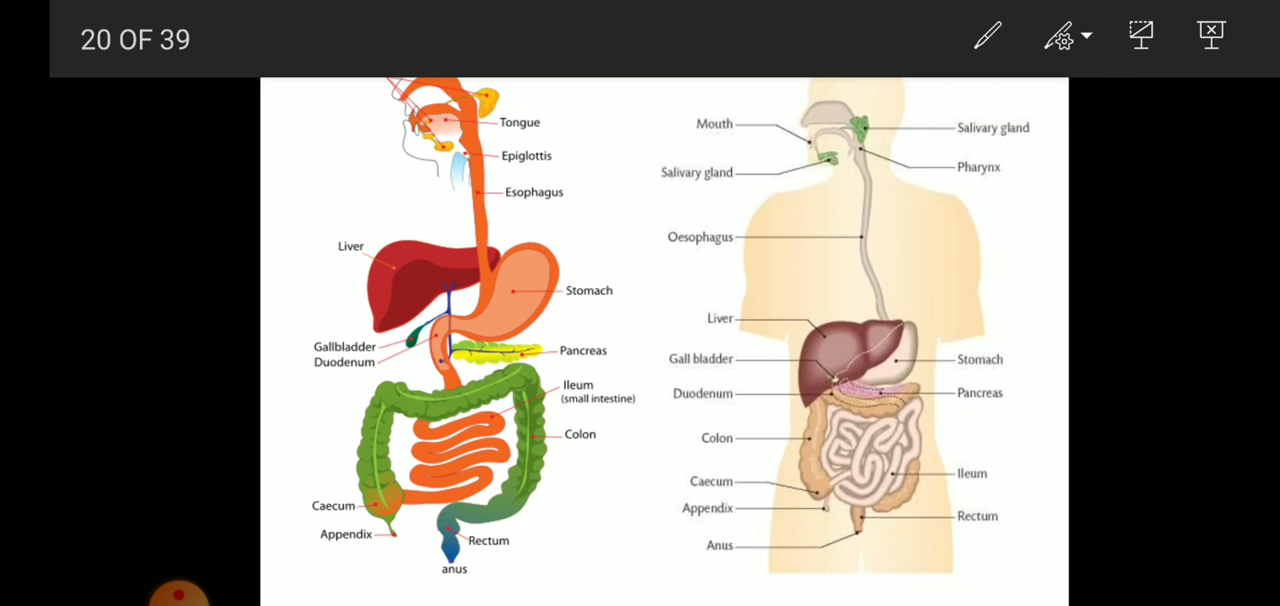 20 OF 39
Tongue
Epiglottis
Esophagus
Liver
Stomach
Gallbladder
Duodenum
Pancreas
Ileum
(small intestine)
Colon
Caecum
Appendix
Rectum
anus
Mouth
Salivary gland
Salivary gland
Pharynx
Oesophagus
Liver
Gall bladder
Stomach
Duodenum
Pancreas
Colon
Ileum
Caecum
Appendix
Rectum
Anus